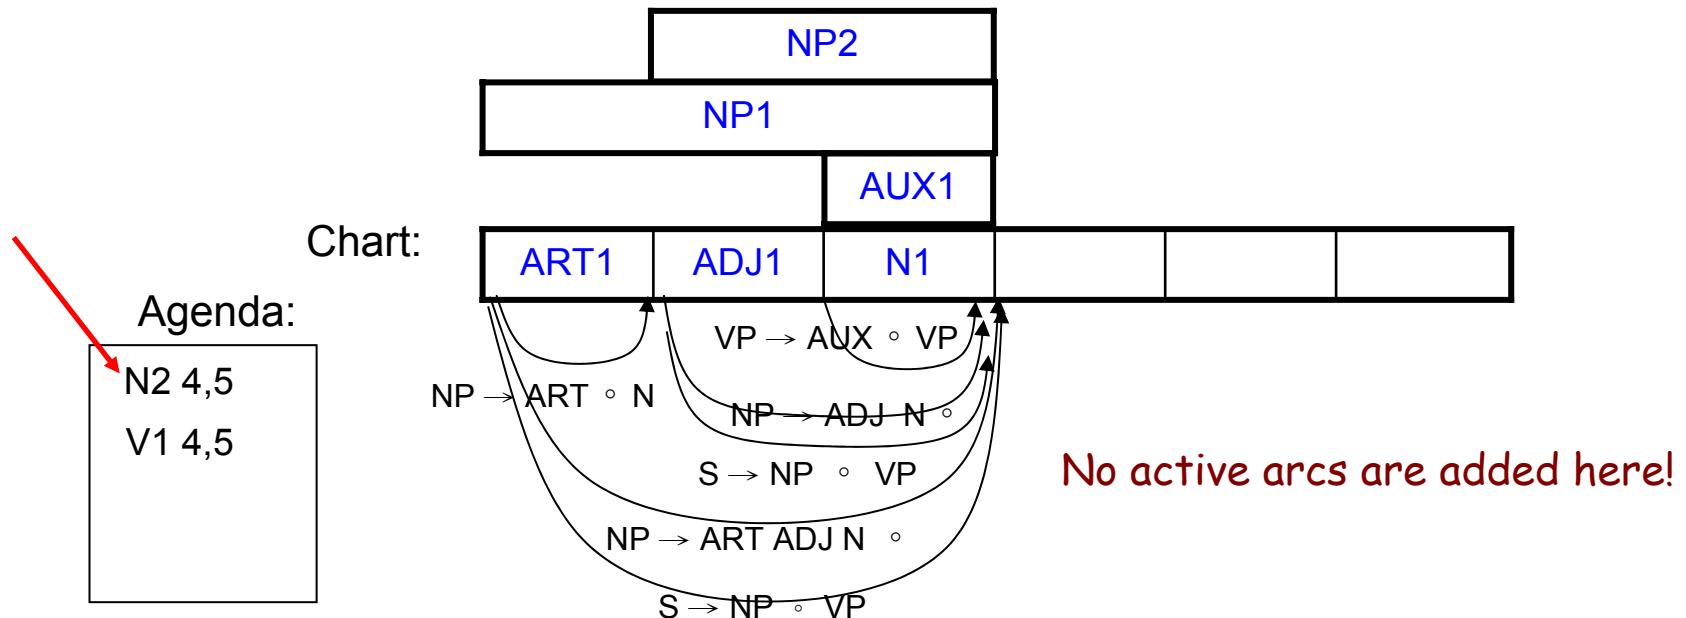 NP2
NP1
AUX1
Chart:
ART1 ADJ1 N1
Agenda:
N2 4,5
V1 4,5
VP → AUX ◦ VP
NP → ART ◦ N
NP → ADJ N ◦
S → NP ◦ VP
No active arcs are added here!
NP → ART ADJ N ◦
S → NP ◦ VP